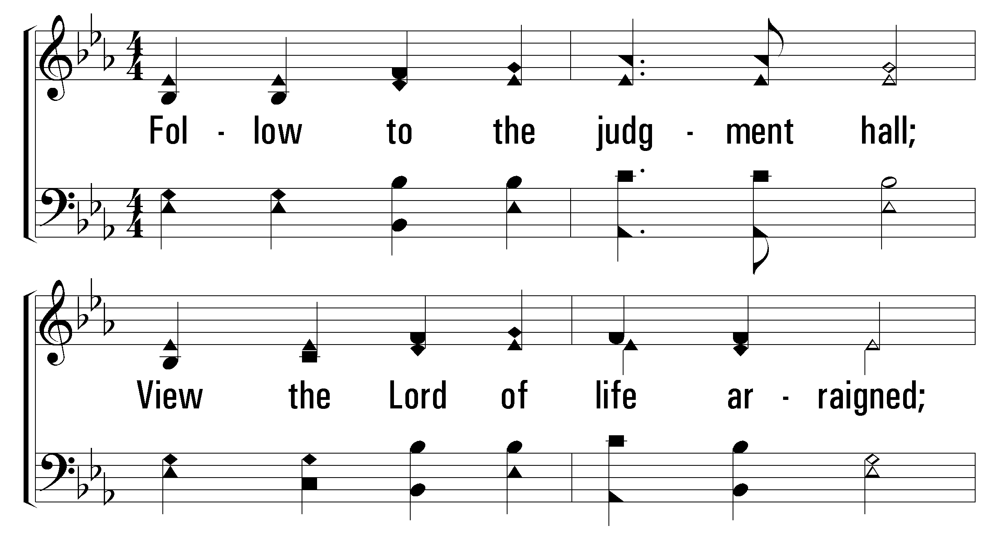 Fol - low to the judg - ment hall;
View the Lord of life ar - raigned;